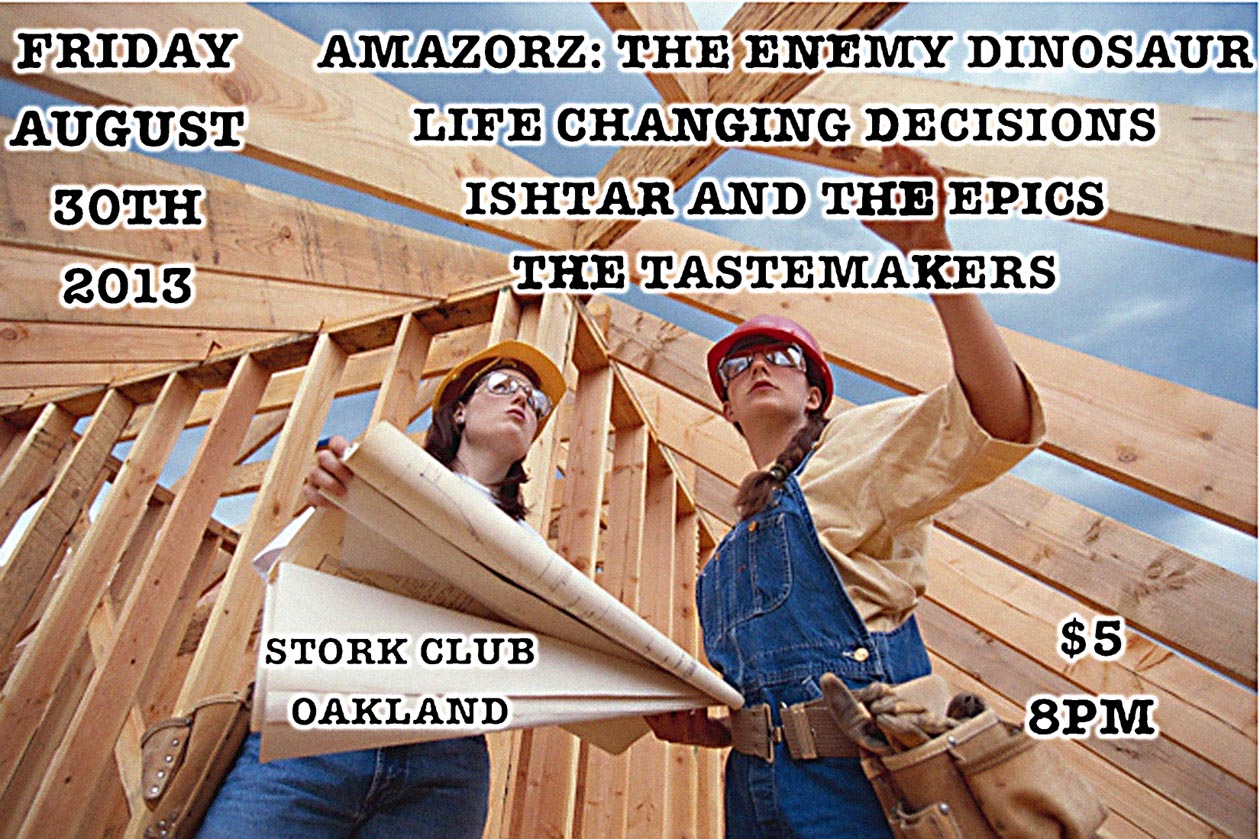 FRIDAY
AUGUST
30TH
2013
AMAZORZ: THE ENEMY DINOSAUR
LIFE CHANGING DECISIONS
ISHTAR AND THE EPICS
THE TASTEMAKERS
STORK CLUB
OAKLAND
$5
8PM